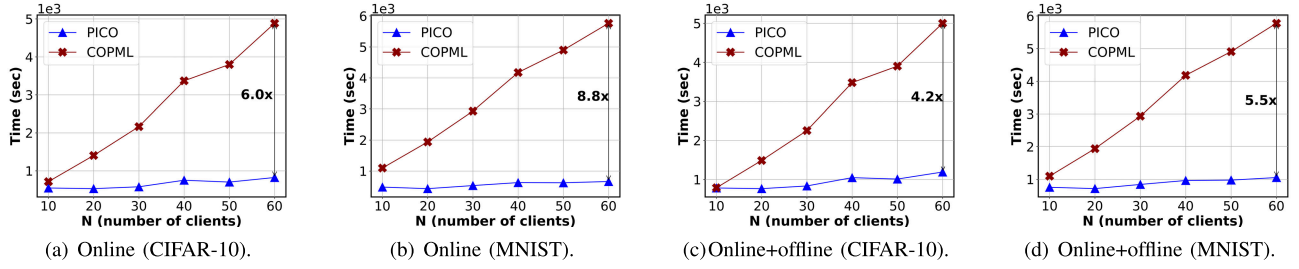 1e3
PICO
COPML
5
4
3
2
1
6.0x
Time (sec)
10 20 30 40 50 60
N (number of clients)
(a) Online (CIFAR-10).
1e3
PICO
COPML
6
5
4
3
2
1
8.8x
Time (sec)
10 20 30 40 50 60
N (number of clients)
(b) Online (MNIST).
1e3
PICO
COPML
5
4
3
2
1
4.2x
Time (sec)
10 20 30 40 50 60
N (number of clients)
(c)Online+offline (CIFAR-10).
1e3
PICO
COPML
6
5
4
3
2
1
5.5x
Time (sec)
10 20 30 40 50 60
N (number of clients)
(d) Online+offline (MNIST).